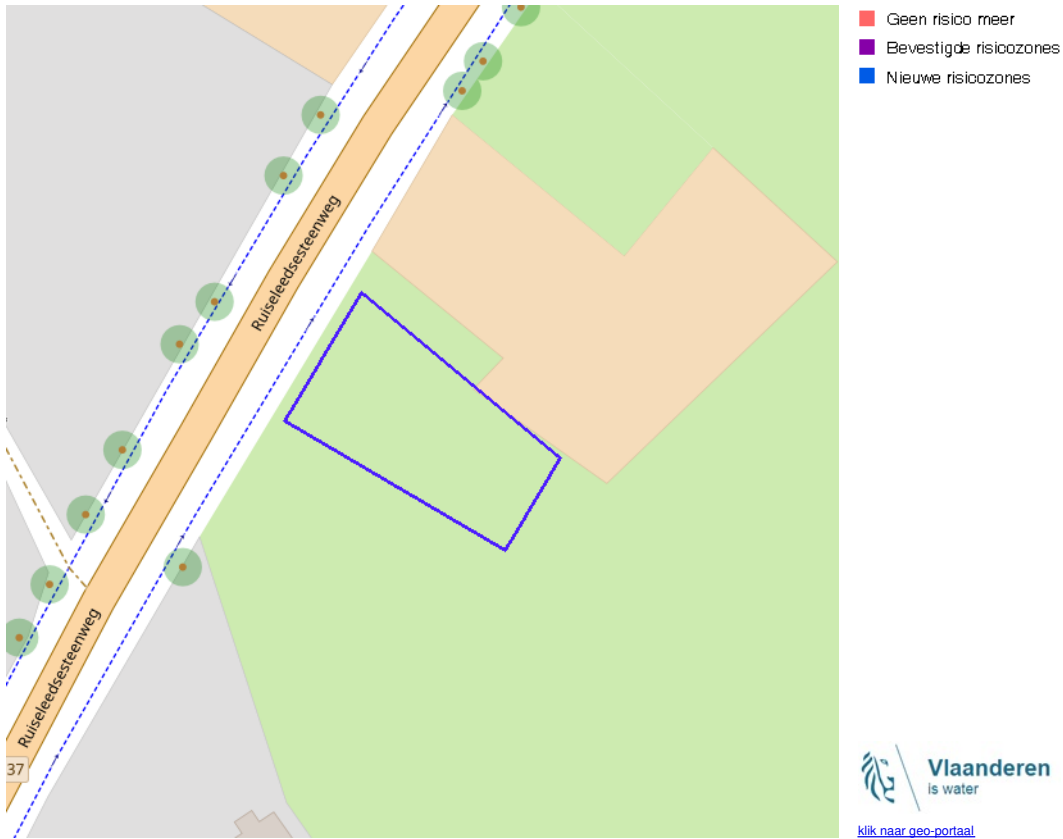 Geen risico meer
Bevestigde risicozones
Nieuwe risicozones
Ruiseleedsesteenweg
Ruiseleedsesteenweg
37
Vlaanderen
is water
klik naar geo-portaal